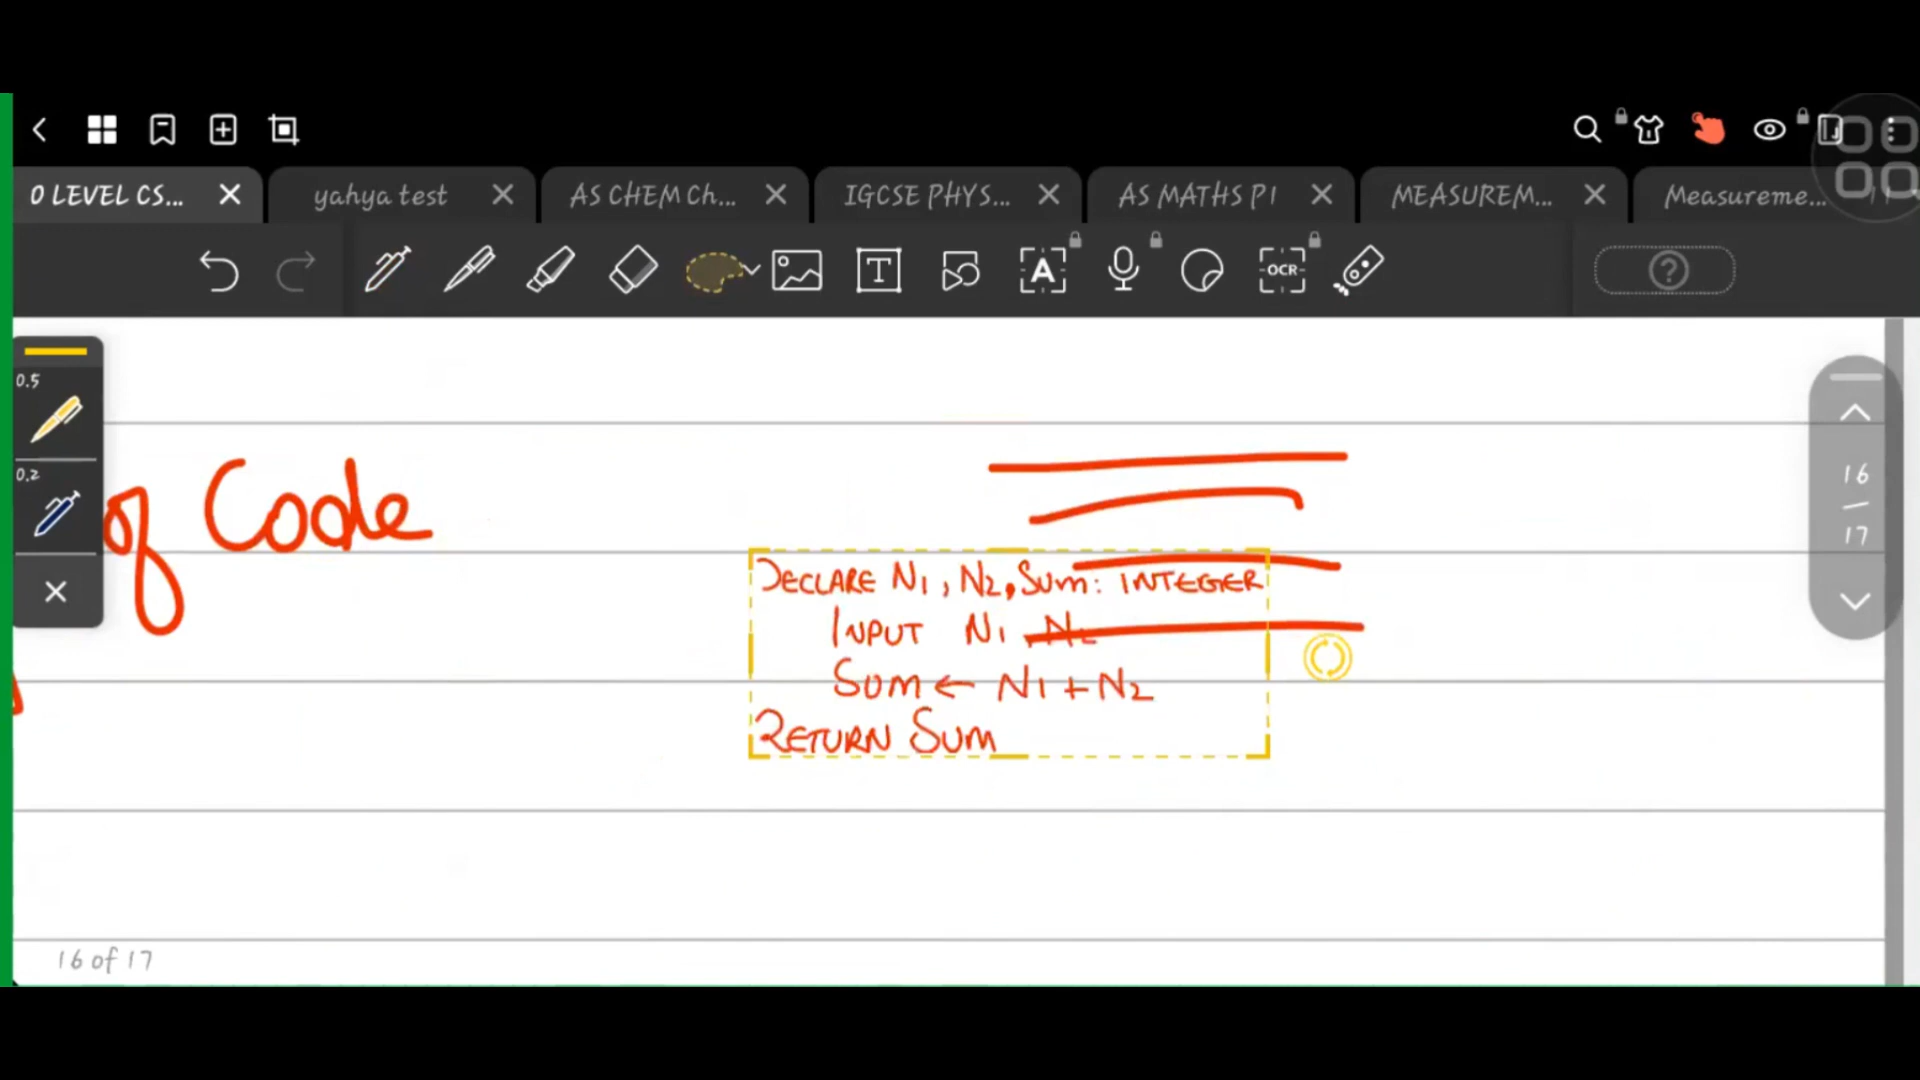 O LEVEL CS...
yahya test
AS CHEM Ch...
IGCSE PHYS...
AS MATHS P1
MEASUREM...
Measureme...
T
A
OCR
?
0.5
0.2
of Code
16
17
DECLARE N1, N2, Sum: INTEGER
INPUT N1, N2
Sum ← N1 + N2
RETURN Sum
16 of 17